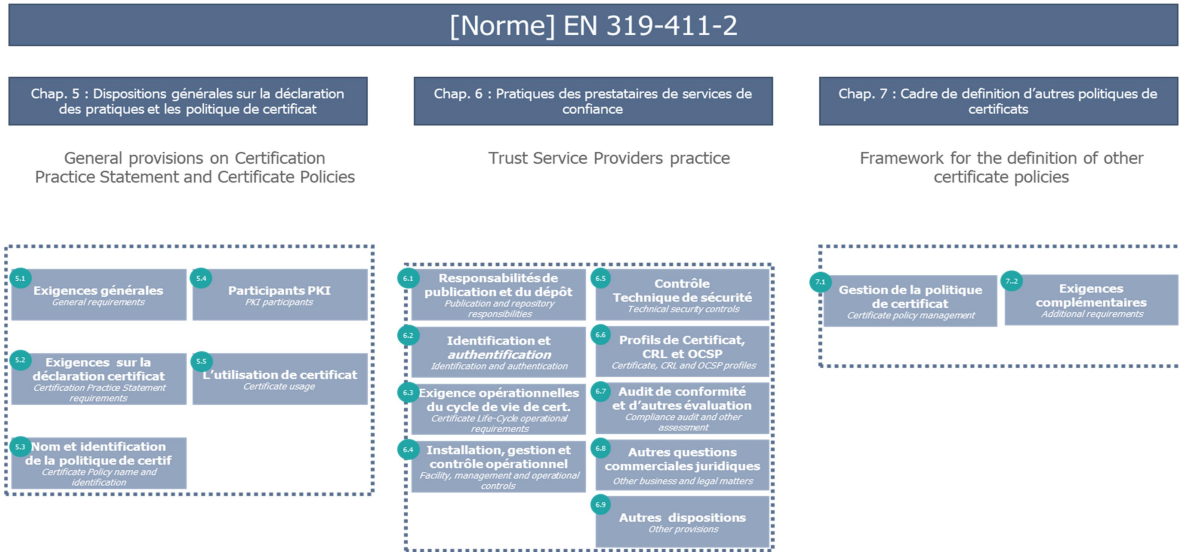 [Norme] EN 319-411-2
Chap. 5 : Dispositions générales sur la déclaration
des pratiques et les politique de certificat
General provisions on Certification
Practice Statement and Certificate Policies
5.1
Exigences générales
General requirements
5.4
Participants PKI
PKI participants
5.2
Exigences sur la
déclaration certificat
Certification Practice Statement
requirements
5.5
L'utilisation de certificat
Certificate usage
5.3
Nom et identification
de la politique de certif
Certificate Policy name and
identification
Chap. 6 : Pratiques des prestataires de services de
confiance
Trust Service Providers practice
6.1
Responsabilités de
publication et du dépôt
Publication and repository
responsibilities
6.5
Contrôle
Technique de sécurité
Technical security controls
6.2
Identification et
authentification
Identification and authentication
6.6
Profils de Certificat,
CRL et OCSP
Certificate, CRL and OCSP profiles
6.3
Exigence opérationnelles
du cycle de vie de cert.
Certificate Life-Cycle operational
requirements
6.7
Audit de conformité
et d'autres évaluation
Compliance audit and other
assessment
6.4
Installation, gestion et
contrôle opérationnel
Facility, management and operational
controls
6.8
Autres questions
commerciales juridiques
Other business and legal matters
6.9
Autres dispositions
Other provisions
Chap. 7 : Cadre de definition d'autres politiques de
certificats
Framework for the definition of other
certificate policies
7.1
Gestion de la politique
de certificat
Certificate policy management
7..2
Exigences
complémentaires
Additional requirements